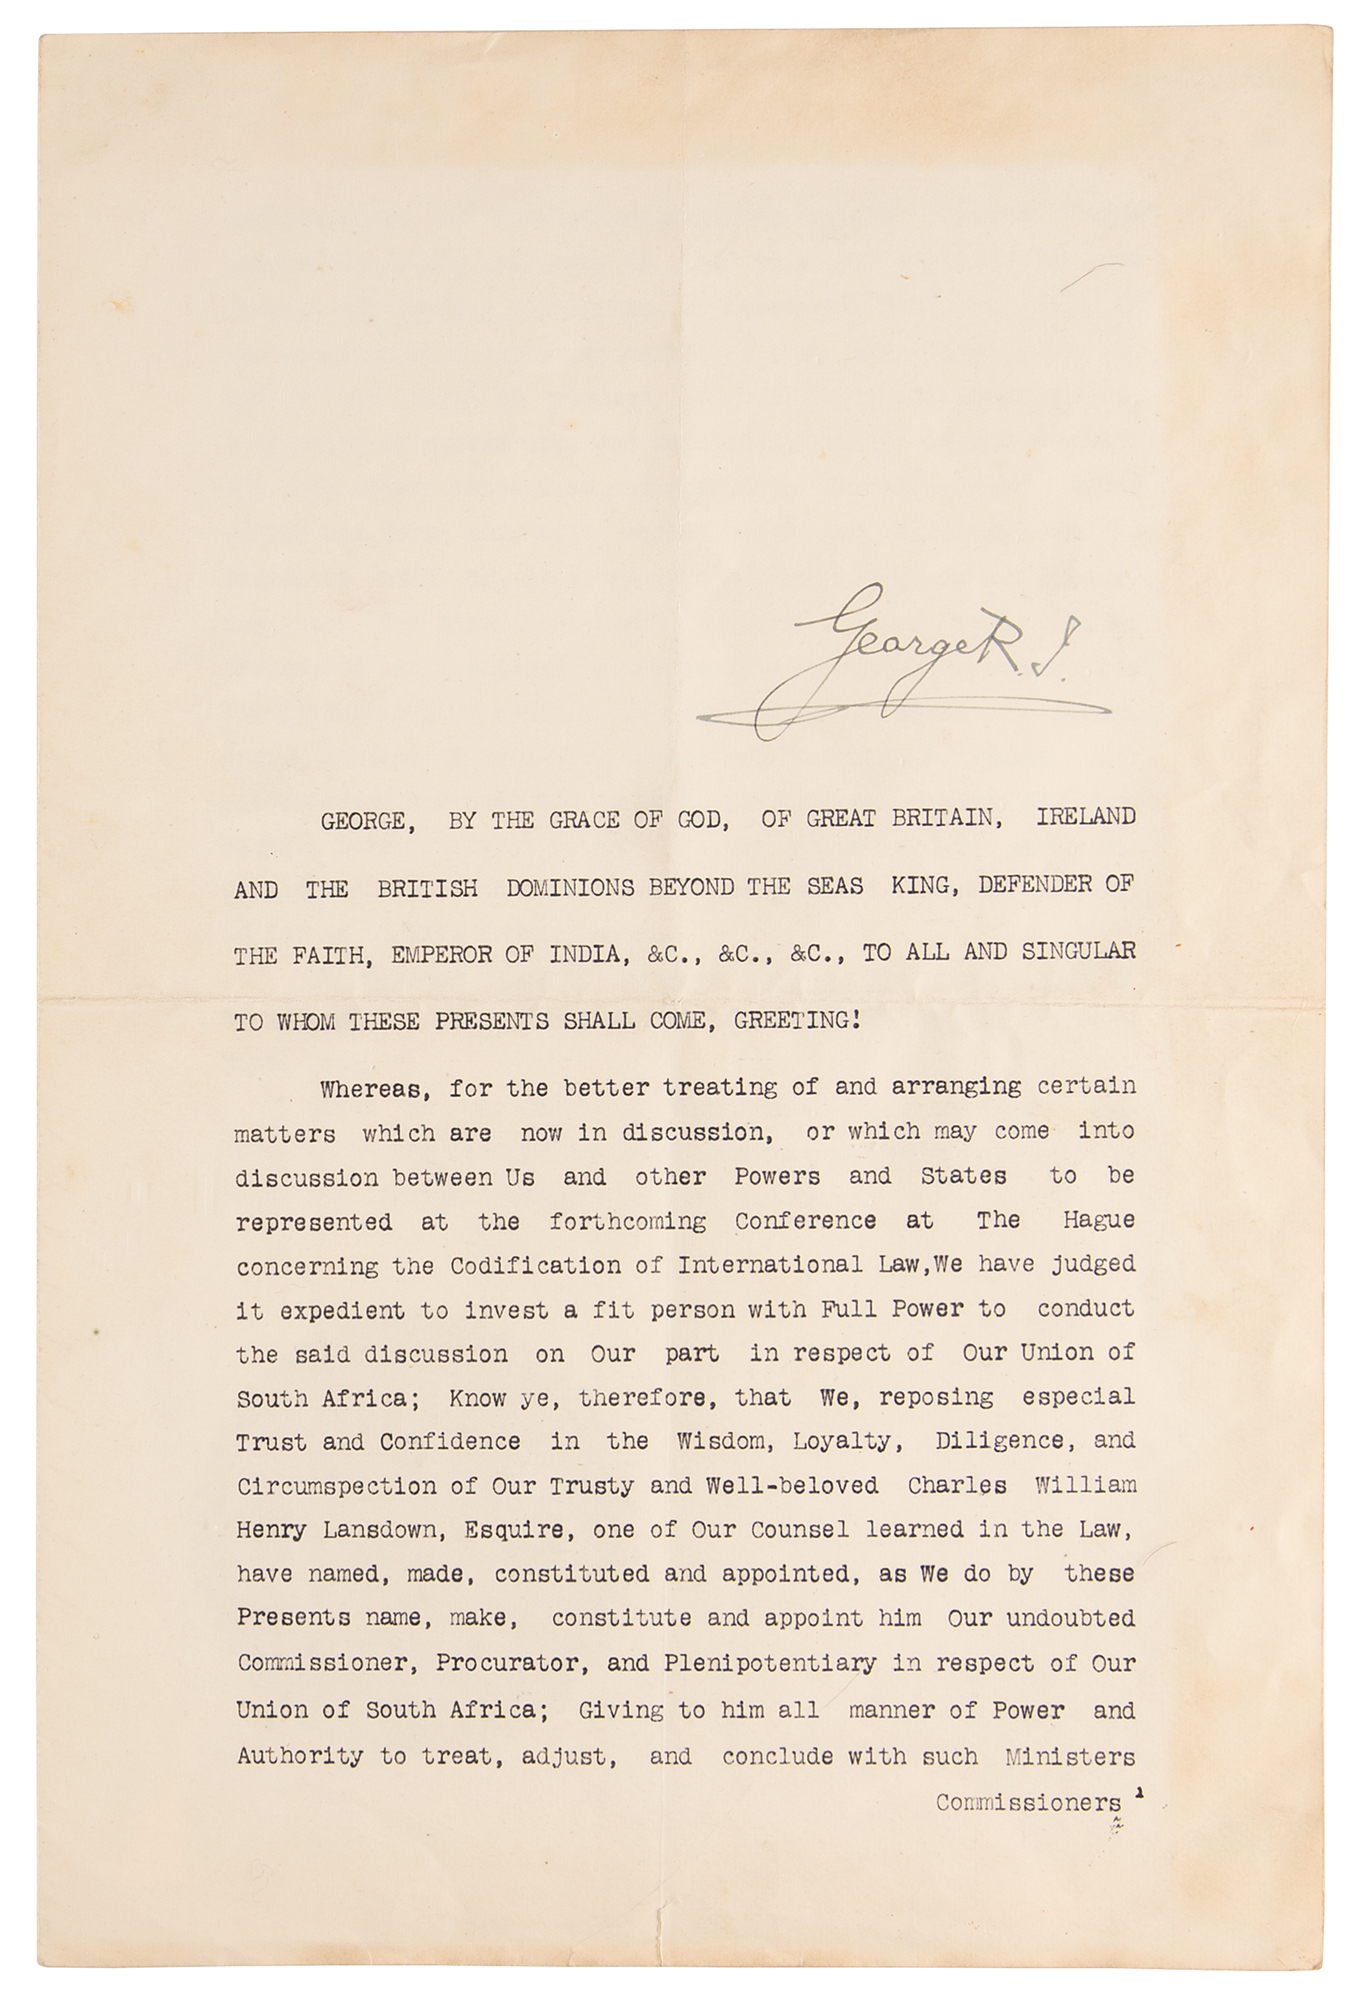 George R.I.
GEORGE, BY THE GRACE OF GOD, OF GREAT BRITAIN, IRELAND
AND THE BRITISH DOMINIONS BEYOND THE SEAS KING, DEFENDER OF
THE FAITH, EMPEROR OF INDIA, &C., &C., &C., TO ALL AND SINGULAR
TO WHOM THESE PRESENTS SHALL COME, GREETING!
Whereas, for the better treating of and arranging certain
matters which are now in discussion, or which may come into
discussion between Us and other Powers and States to be
represented at the forthcoming Conference at The Hague
concerning the Codification of International Law,We have judged
it expedient to invest a fit person with Full Power to conduct
the said discussion on Our part in respect of Our Union of
South Africa; Know ye, therefore, that We, reposing especial
Trust and Confidence in the Wisdom, Loyalty, Diligence, and
Circumspection of Our Trusty and Well-beloved Charles William
Henry Lansdown, Esquire, one of Our Counsel learned in the Law,
have named, made, constituted and appointed, as We do by these
Presents name, make, constitute and appoint him Our undoubted
Commissioner, Procurator, and Plenipotentiary in respect of Our
Union of South Africa; Giving to him all manner of Power and
Authority to treat, adjust, and conclude with such Ministers
Commissioners